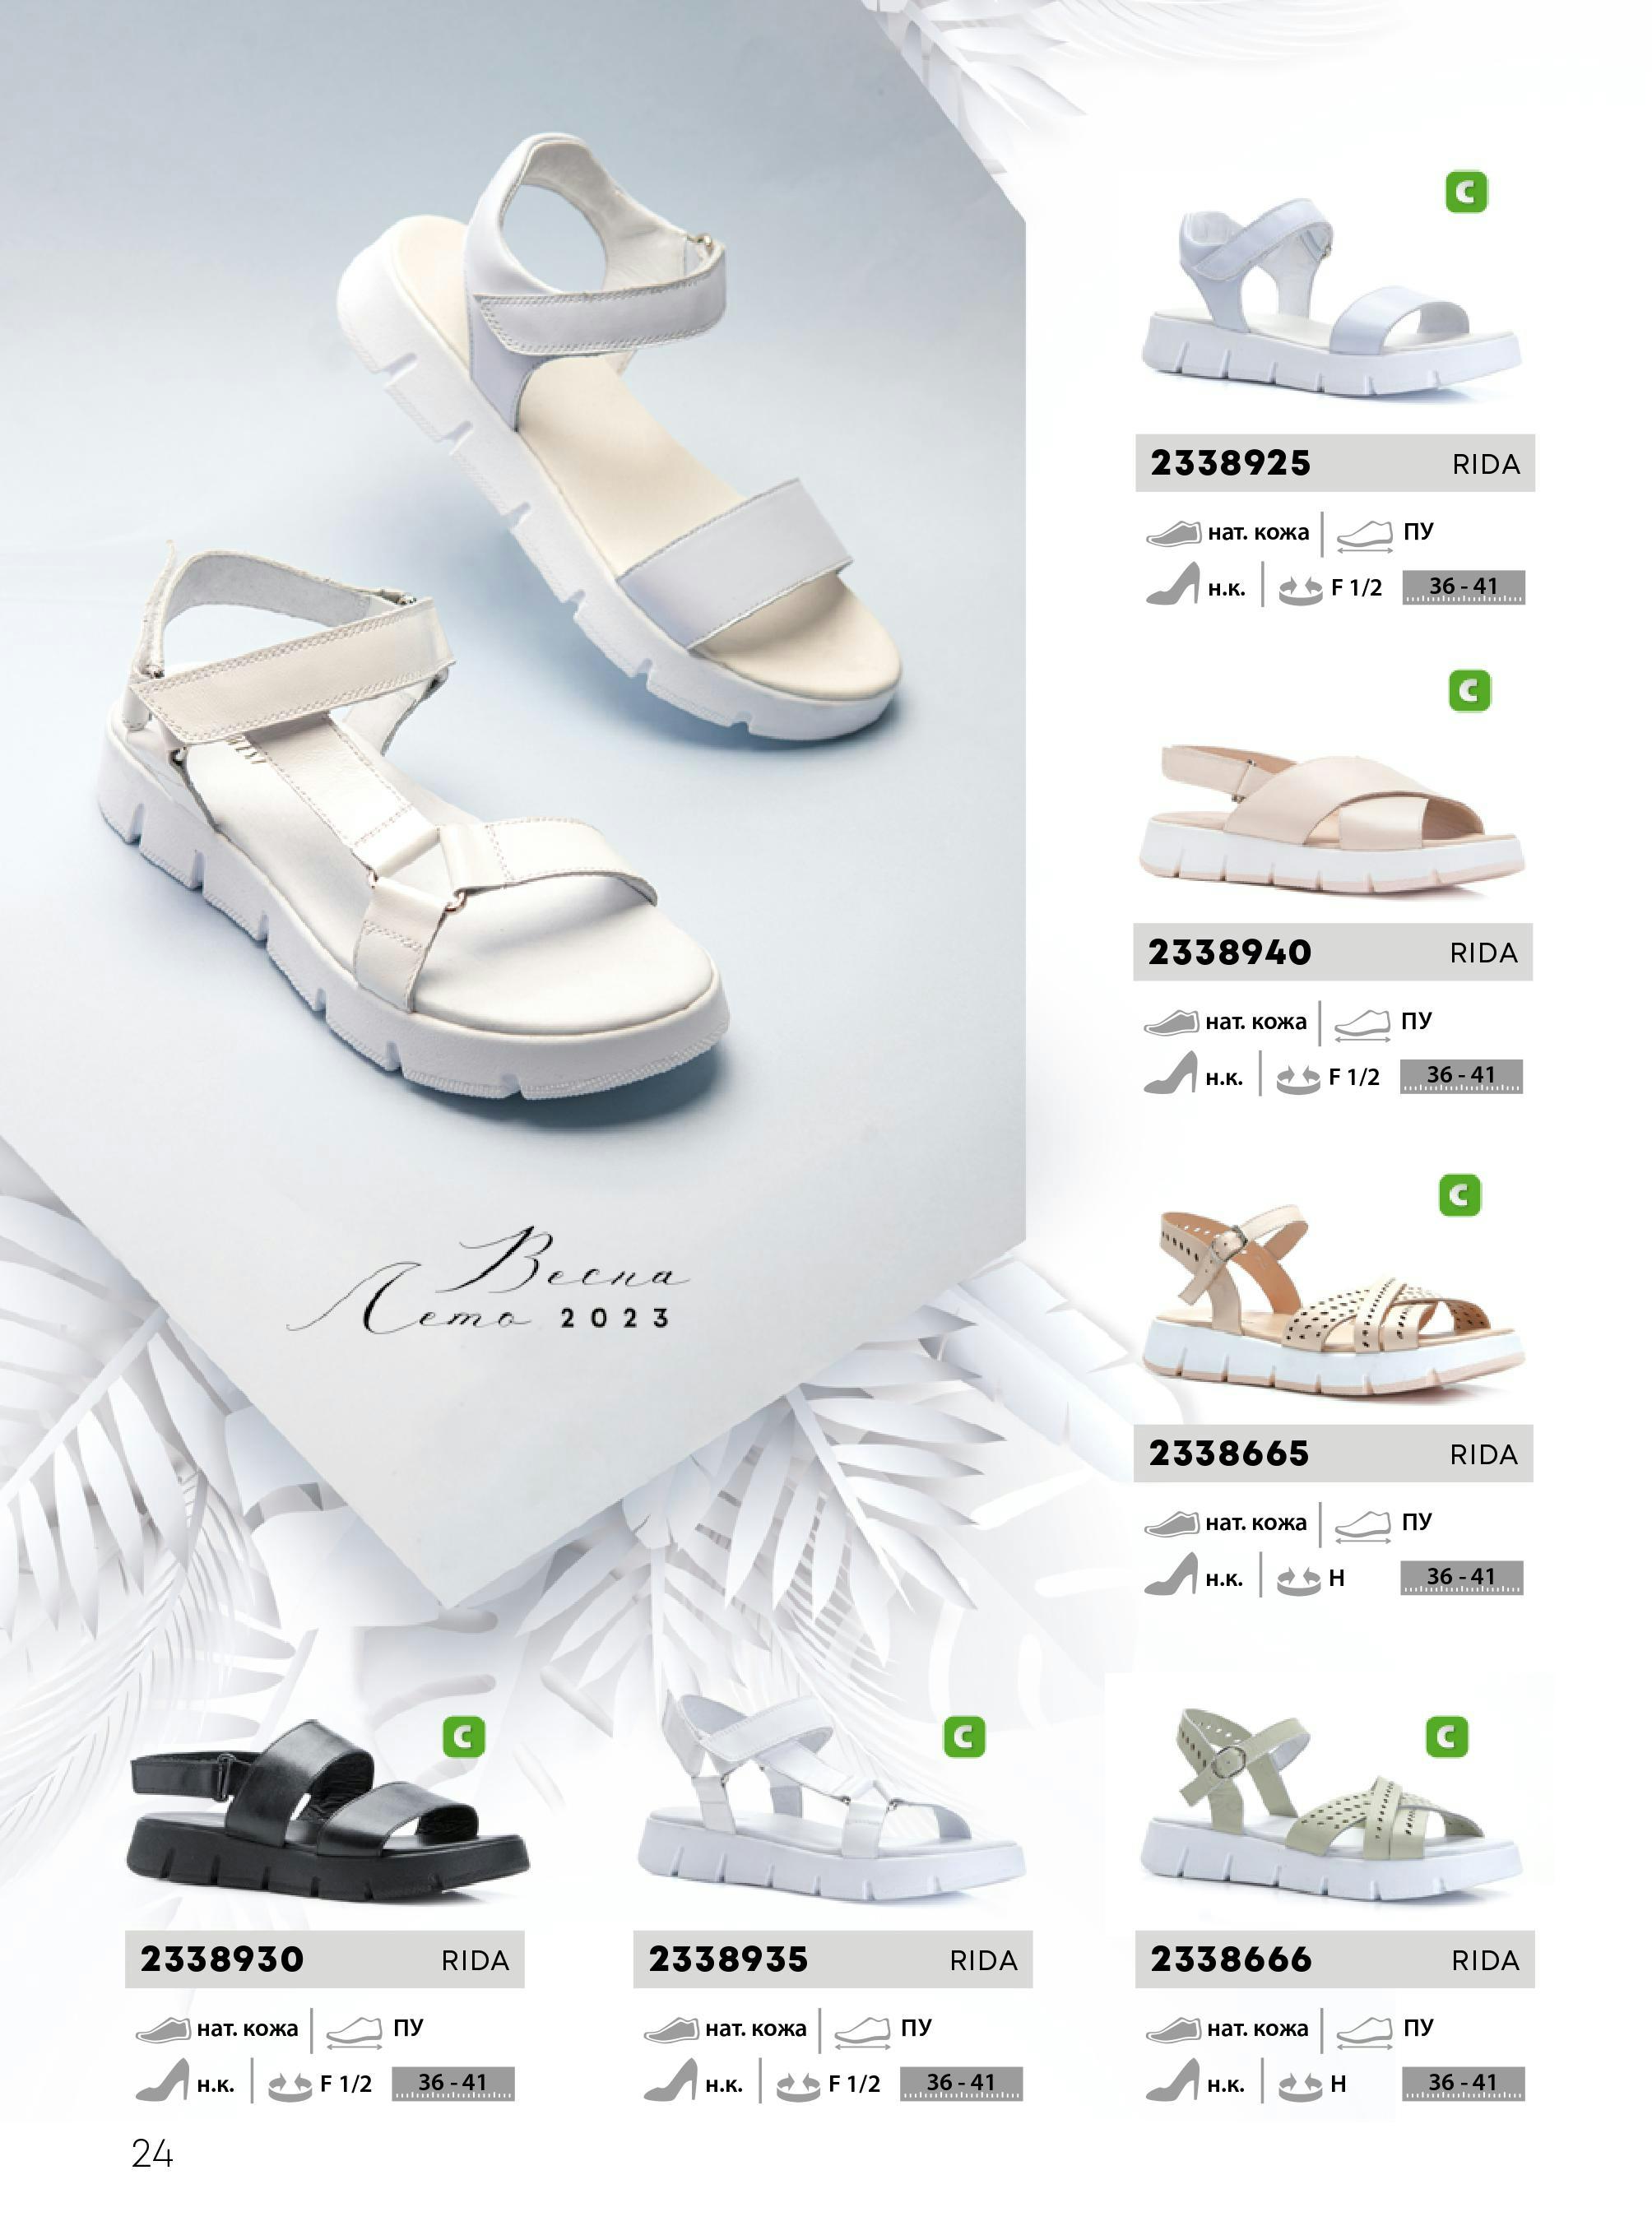 C
2338925 RIDA
нат. кожа ПУ
н.к. F 1/2 36 - 41
C
2338940 RIDA
нат. кожа ПУ
н.к. F 1/2 36 - 41
C
2338665 RIDA
нат. кожа ПУ
н.к. H 36 - 41
Весна
Лето 2023
C
2338930 RIDA
нат. кожа ПУ
н.к. F 1/2 36 - 41
C
2338935 RIDA
нат. кожа ПУ
н.к. F 1/2 36 - 41
C
2338666 RIDA
нат. кожа ПУ
н.к. H 36 - 41
24